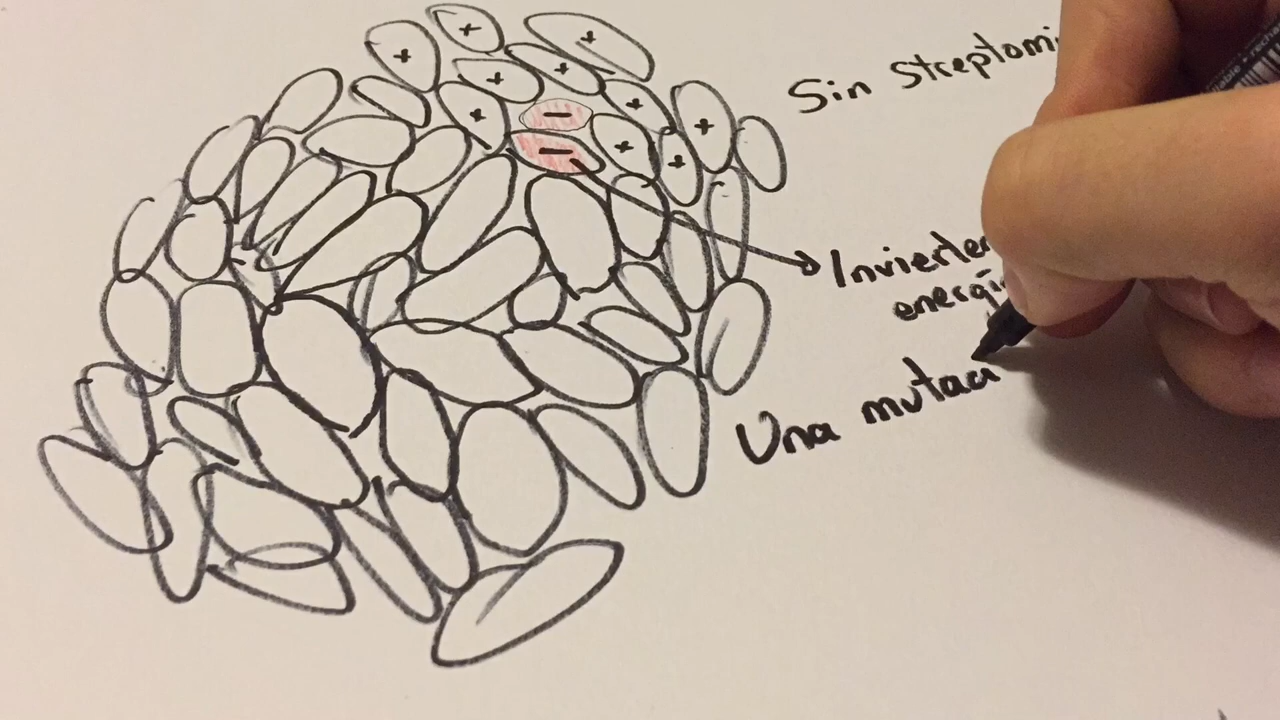 Sin Streptomi
Invierten
energí
Una mutaci